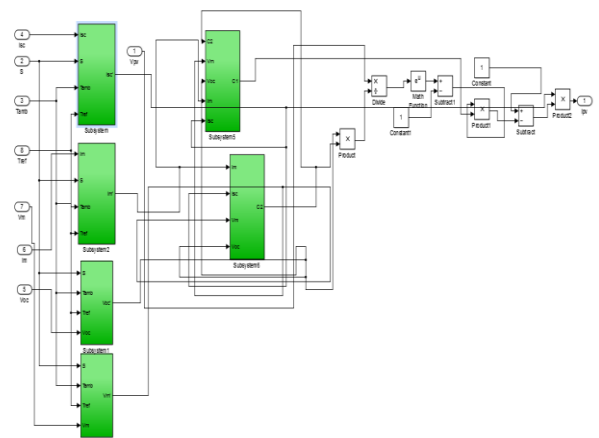 4
Isc
2
S
3
Tamb
8
Tref
7
Vm
6
Im
5
Voc
Isc
S
Tamb
Tref
Isc
Subsystem
Im
S
Tamb
Tref
Im
Subsystem2
S
Tamb
Tref
Voc
Voc
Subsystem1
S
Tamb
Tref
Vm
Vm
1
Vpv
C2
Vm
Voc
Im
Isc
C1
Subsystem5
Im
Isc
Vm
Voc
C2
Product
Divide
Math
Function
1
Constant1
Subtract1
1
Constant
Product1
Subtract
Product2
1
Ipv